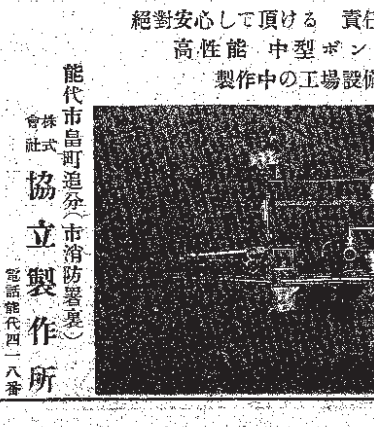 絕對安心して頂ける 責任
高性能 中型ポン
製作中の工場設備
能代市畠町追分(市消防署裏)
株式會社 協立製作所
電話能代四一八番